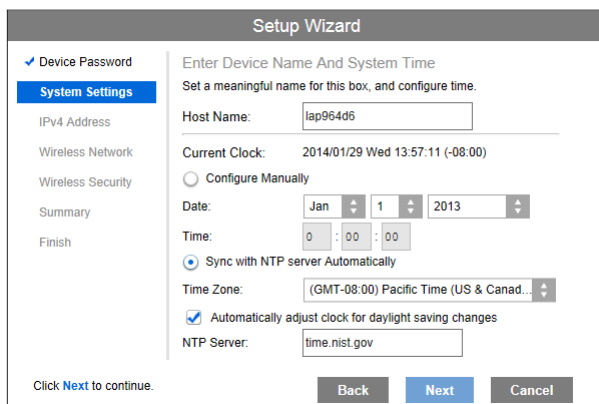 Setup Wizard
Device Password
System Settings
IPv4 Address
Wireless Network
Wireless Security
Summary
Finish
Enter Device Name And System Time
Set a meaningful name for this box, and configure time.
Host Name: lap964d6
Current Clock: 2014/01/29 Wed 13:57:11 (-08:00)
Configure Manually
Date: Jan 1 2013
Time: 0 : 00 : 00
Sync with NTP server Automatically
Time Zone: (GMT-08:00) Pacific Time (US & Canad...
Automatically adjust clock for daylight saving changes
NTP Server: time.nist.gov
Click Next to continue.
Back Next Cancel